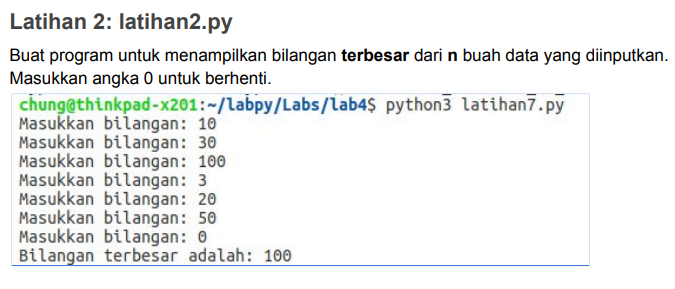 Latihan 2: latihan2.py
Buat program untuk menampilkan bilangan terbesar dari n buah data yang diinputkan.
Masukkan angka 0 untuk berhenti.
chung@thinkpad-x201:~/labpy/Labs/lab4$ python3 latihan7.py
Masukkan bilangan: 10
Masukkan bilangan: 30
Masukkan bilangan: 100
Masukkan bilangan: 3
Masukkan bilangan: 20
Masukkan bilangan: 50
Masukkan bilangan: 0
Bilangan terbesar adalah: 100